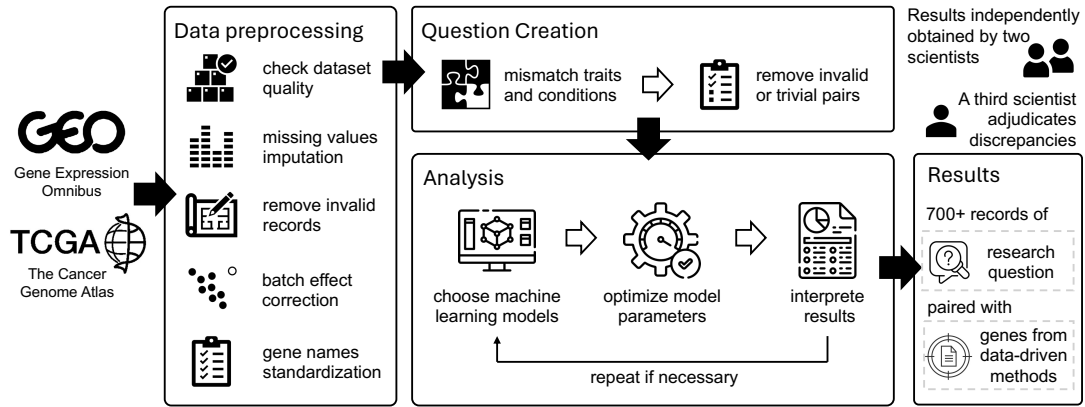 GEO
Gene Expression
Omnibus
TCGA
The Cancer
Genome Atlas
Data preprocessing
check dataset
quality
missing values
imputation
remove invalid
records
batch effect
correction
gene names
standardization
Question Creation
mismatch traits
and conditions
remove invalid
or trivial pairs
Analysis
choose machine
learning models
optimize model
parameters
interprete
results
repeat if necessary
Results independently
obtained by two
scientists
A third scientist
adjudicates
discrepancies
Results
700+ records of
?
research
question
paired with
genes from
data-driven
methods